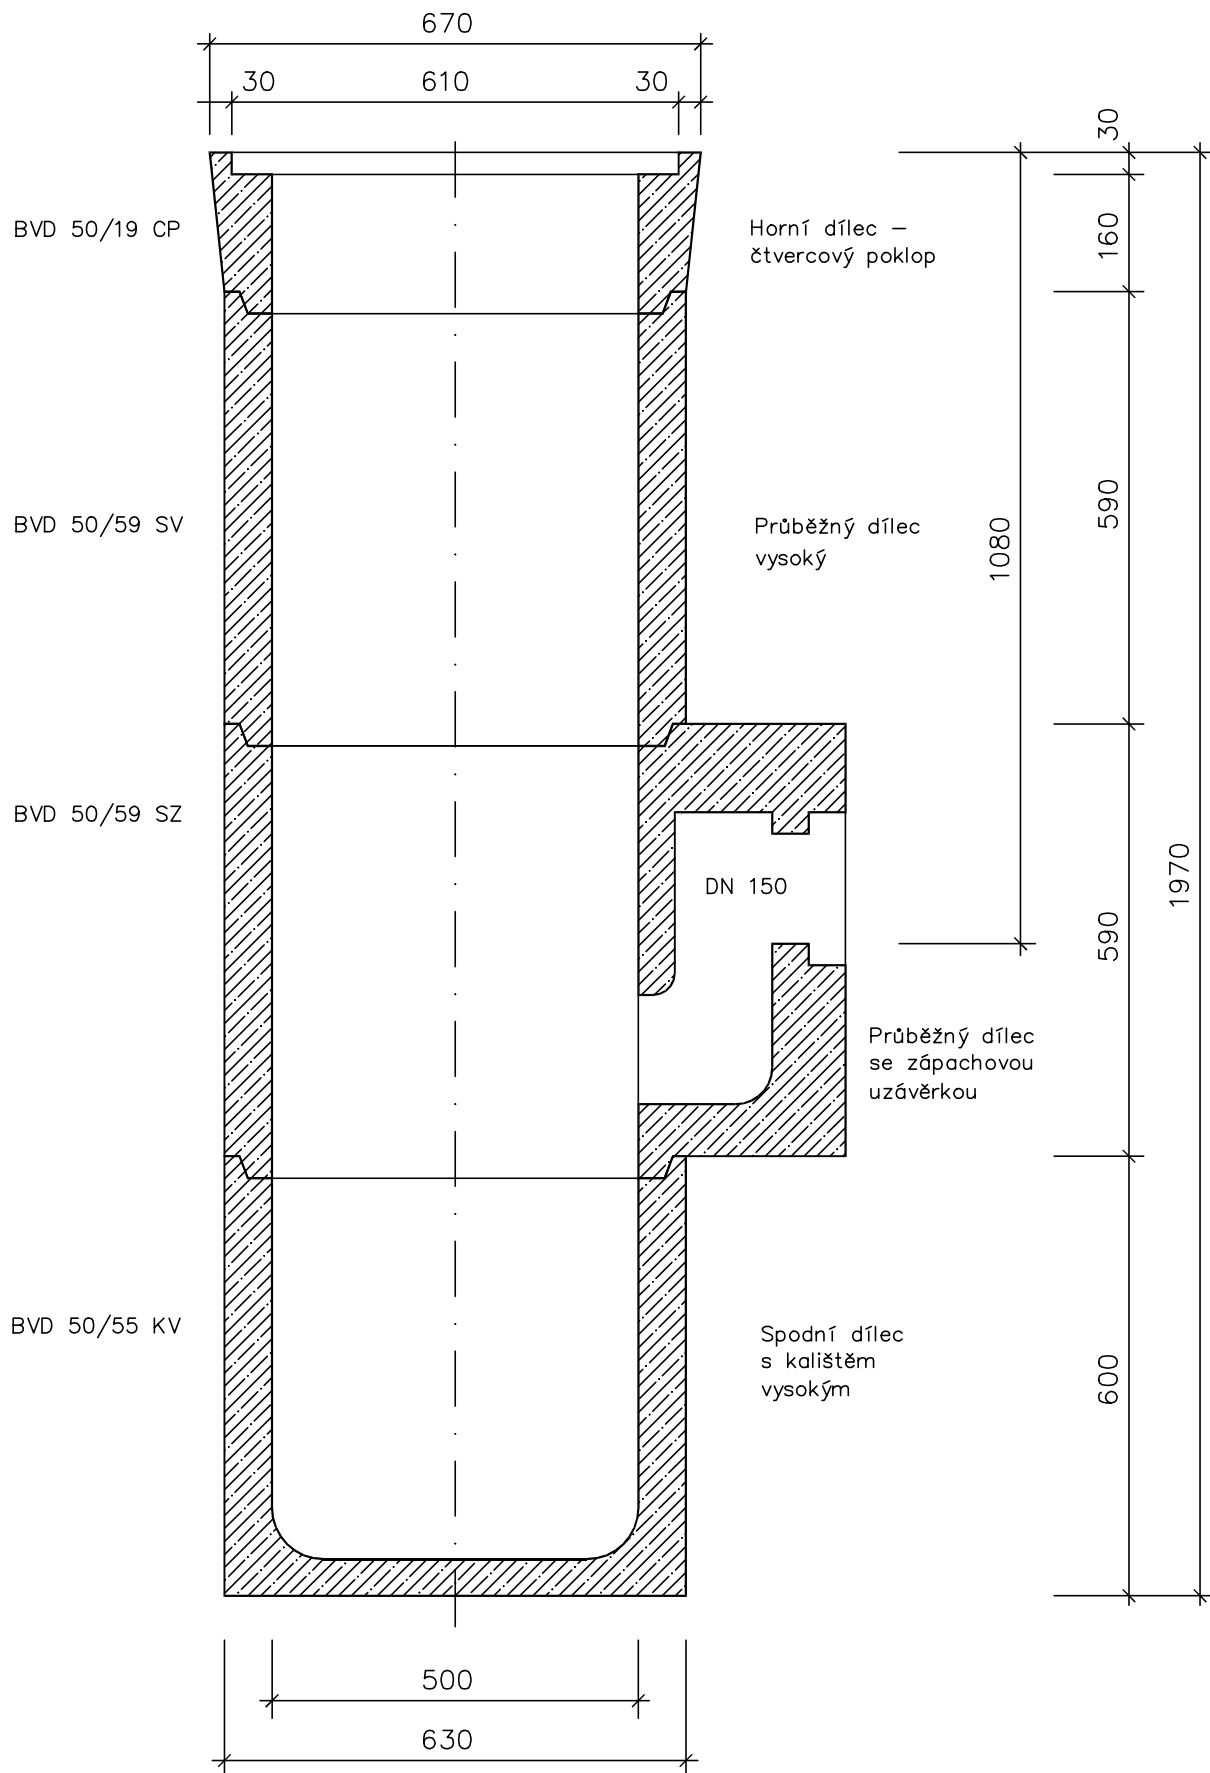 670
30
610
30
30
BVD 50/19 CP
Horní dílec –
čtvercový poklop
160
BVD 50/59 SV
Průběžný dílec
vysoký
1080
590
BVD 50/59 SZ
DN 150
1970
590
Průběžný dílec
se zápachovou
uzávěrkou
BVD 50/55 KV
Spodní dílec
s kalištěm
vysokým
600
500
630